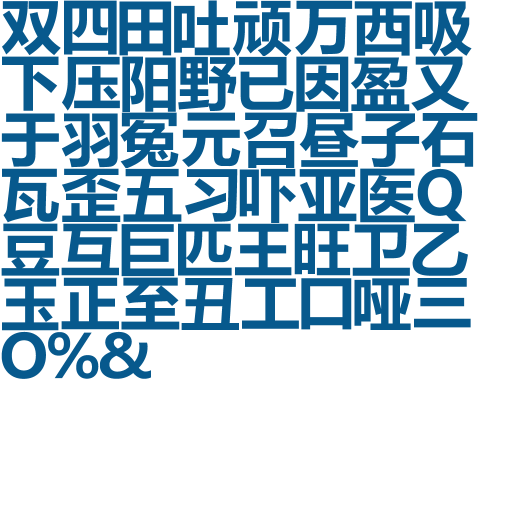 双四田吐顽万西吸
下压阳野已因盈又
于羽冤元召昼子石
瓦歪五习吓亚医Q
豆互巨匹王旺卫乙
玉正至丑工口哑三
O%&